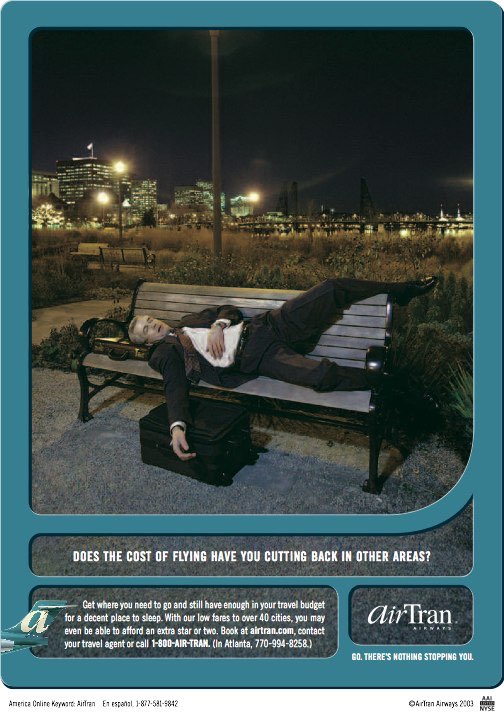 DOES THE COST OF FLYING HAVE YOU CUTTING BACK IN OTHER AREAS?
Get where you need to go and still have enough in your travel budget
for a decent place to sleep. With our low fares to over 40 cities, you may
even be able to afford an extra star or two. Book at airtran.com, contact
your travel agent or call 1-800-AIR-TRAN. (In Atlanta, 770-994-8258.)
a
airTran
AIRWAYS
GO. THERE'S NOTHING STOPPING YOU.
America Online Keyword: AirTran En español, 1-877-581-9842
©AirTran Airways 2003
AAI
NYSE